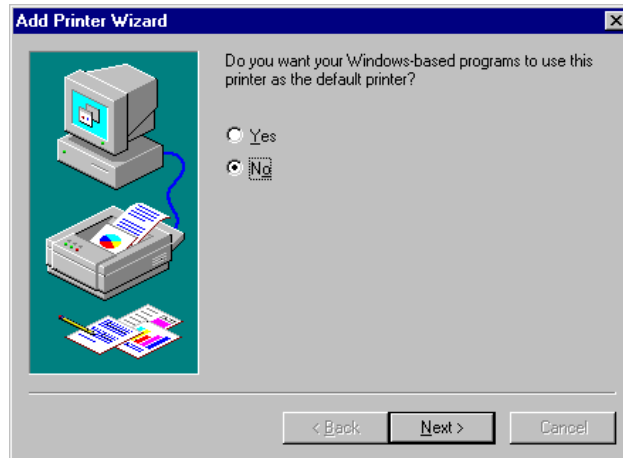 Add Printer Wizard
Do you want your Windows-based programs to use this
printer as the default printer?
Yes
No
< Back
Next >
Cancel